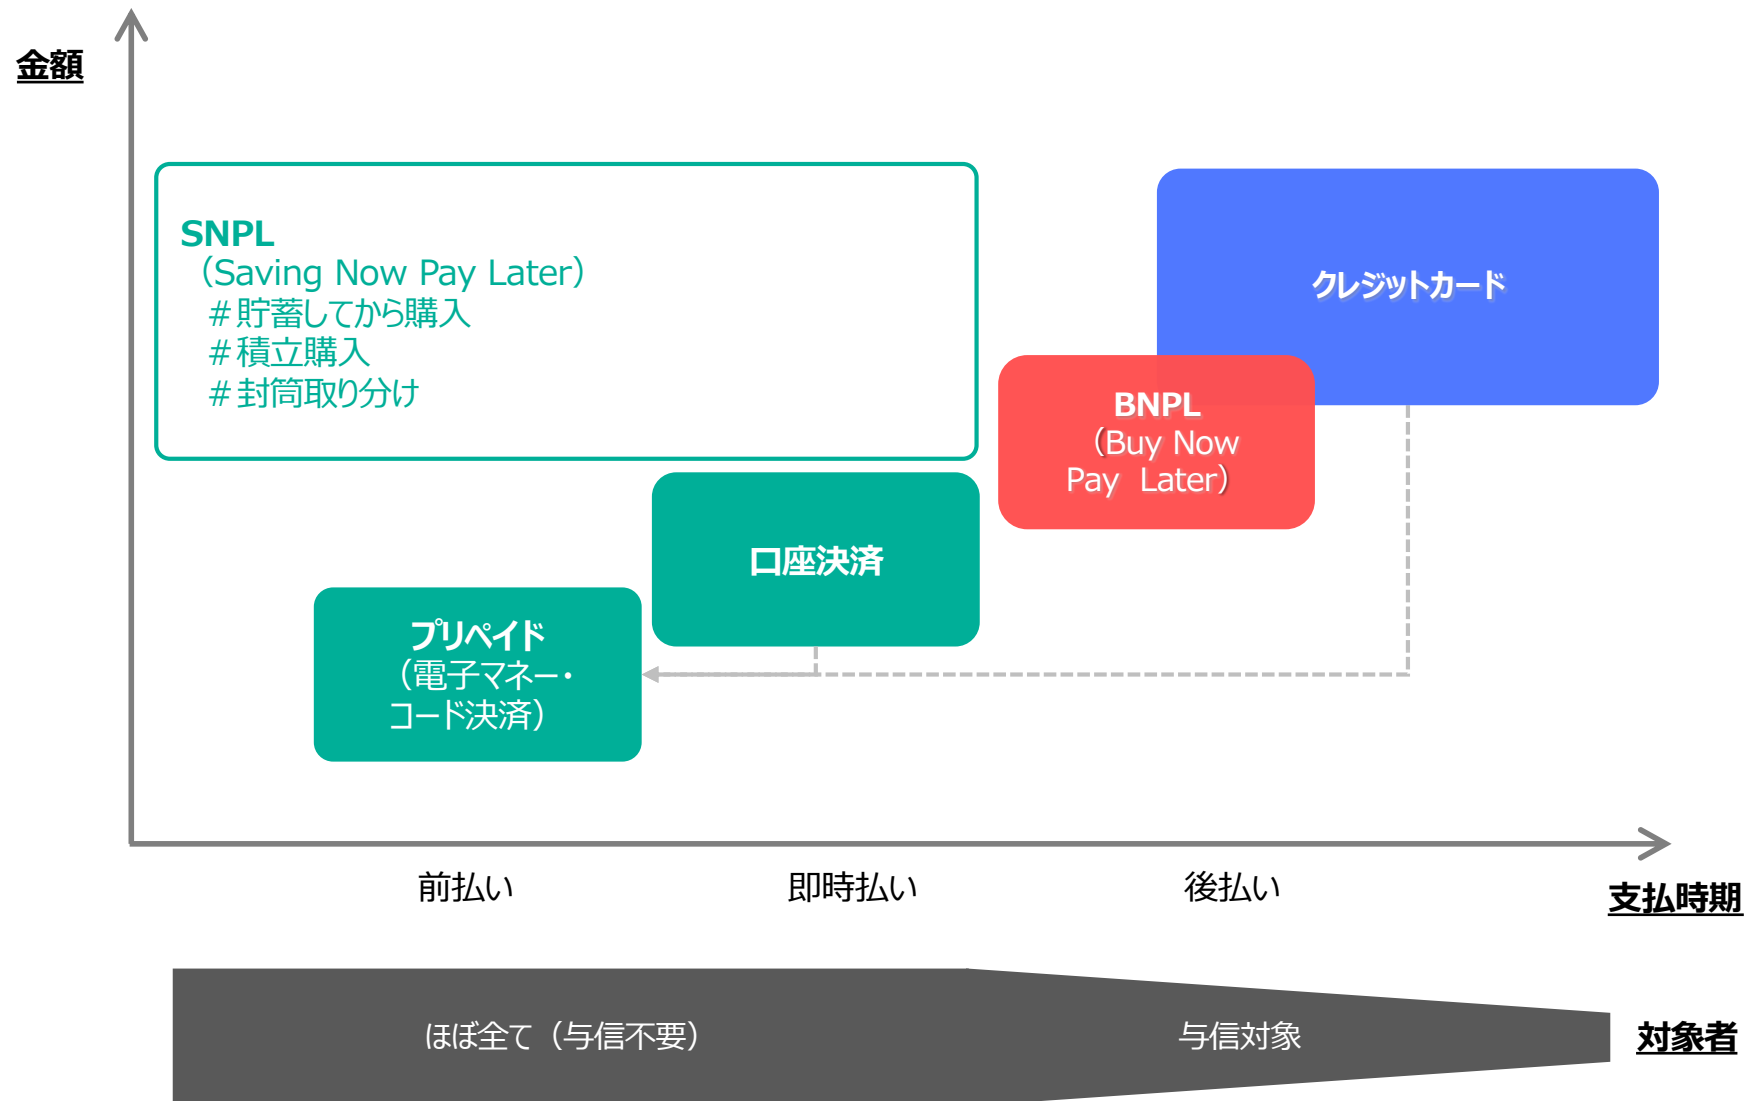 金額
SNPL
（Saving Now Pay Later）
＃貯蓄してから購入
＃積立購入
＃封筒取り分け
クレジットカード
BNPL
（Buy Now
Pay Later）
口座決済
プリペイド
（電子マネー・
コード決済）
前払い
即時払い
後払い
支払時期
ほぼ全て（与信不要）
与信対象
対象者